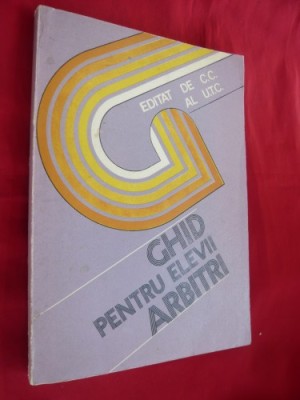 EDITAT DE C.C.
AL U.T.C.
GHID
PENTRU ELEVII
ARBITRI